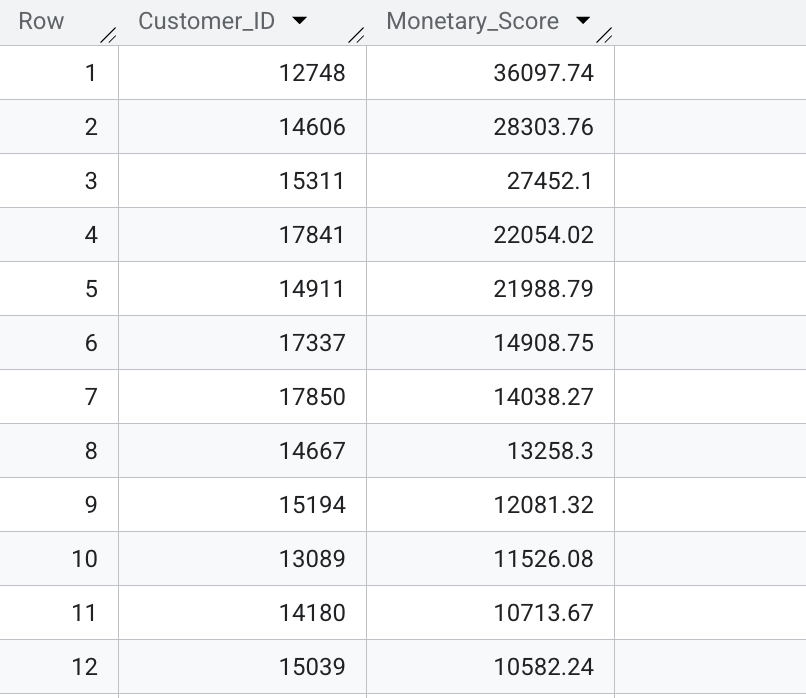 Row Customer_ID Monetary_Score
1 12748 36097.74
2 14606 28303.76
3 15311 27452.1
4 17841 22054.02
5 14911 21988.79
6 17337 14908.75
7 17850 14038.27
8 14667 13258.3
9 15194 12081.32
10 13089 11526.08
11 14180 10713.67
12 15039 10582.24